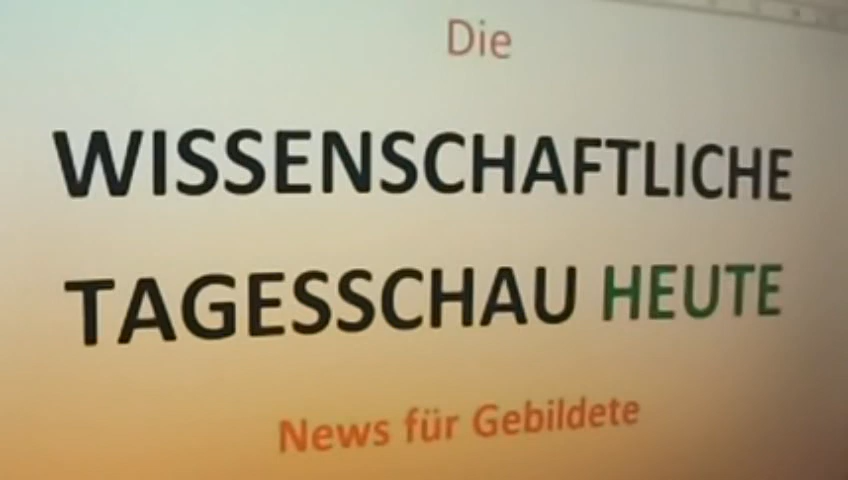 Die
WISSENSCHAFTLICHE
TAGESSCHAU HEUTE
News für Gebildete